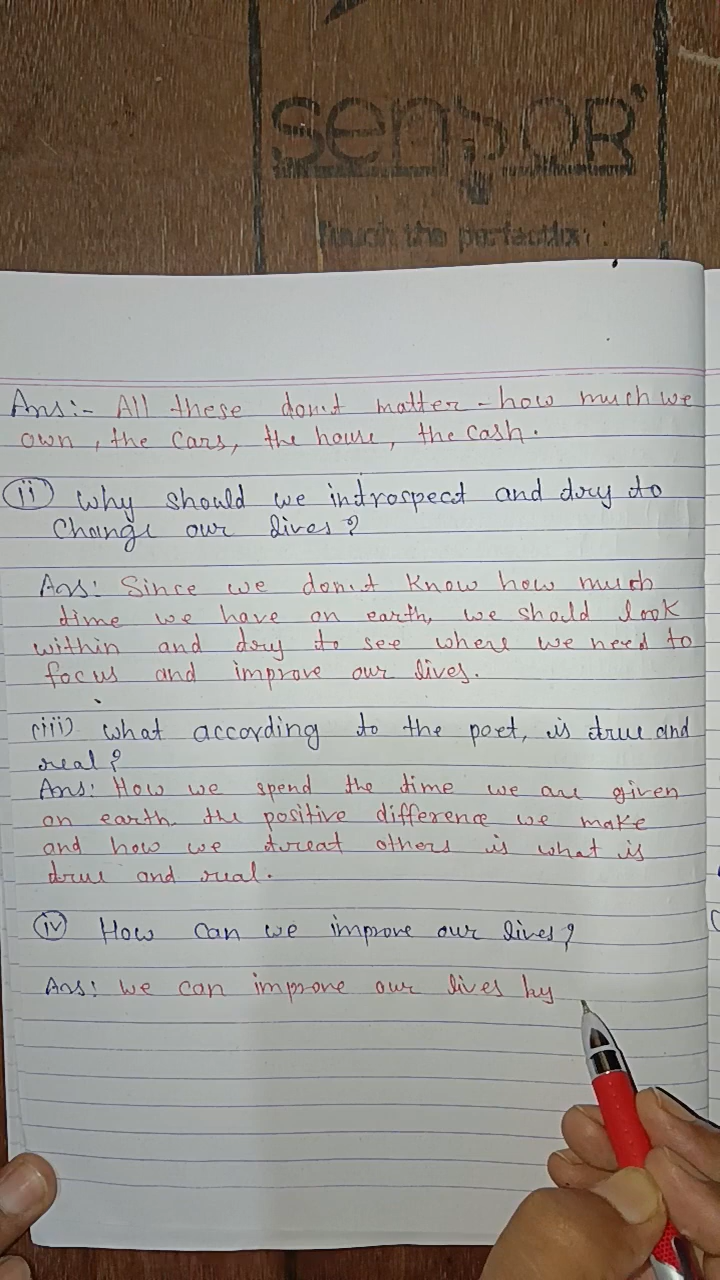 SensOR
Touch the perfection
Ans:- All these don't matter - how much we
own, the cars, the house, the cash.
(ii) Why should we introspect and try to
Change our lives?
Ans: Since we don't know how much
time we have on earth, we should look
within and try to see where we need to
focus and improve our lives.
(iii) what according to the poet, is true and
real?
Ans: How we spend the time we are given
on earth. the positive difference we make
and how we treat others is what is
true and real.
(iv) How can we improve our lives?
Ans: we can improve our lives by